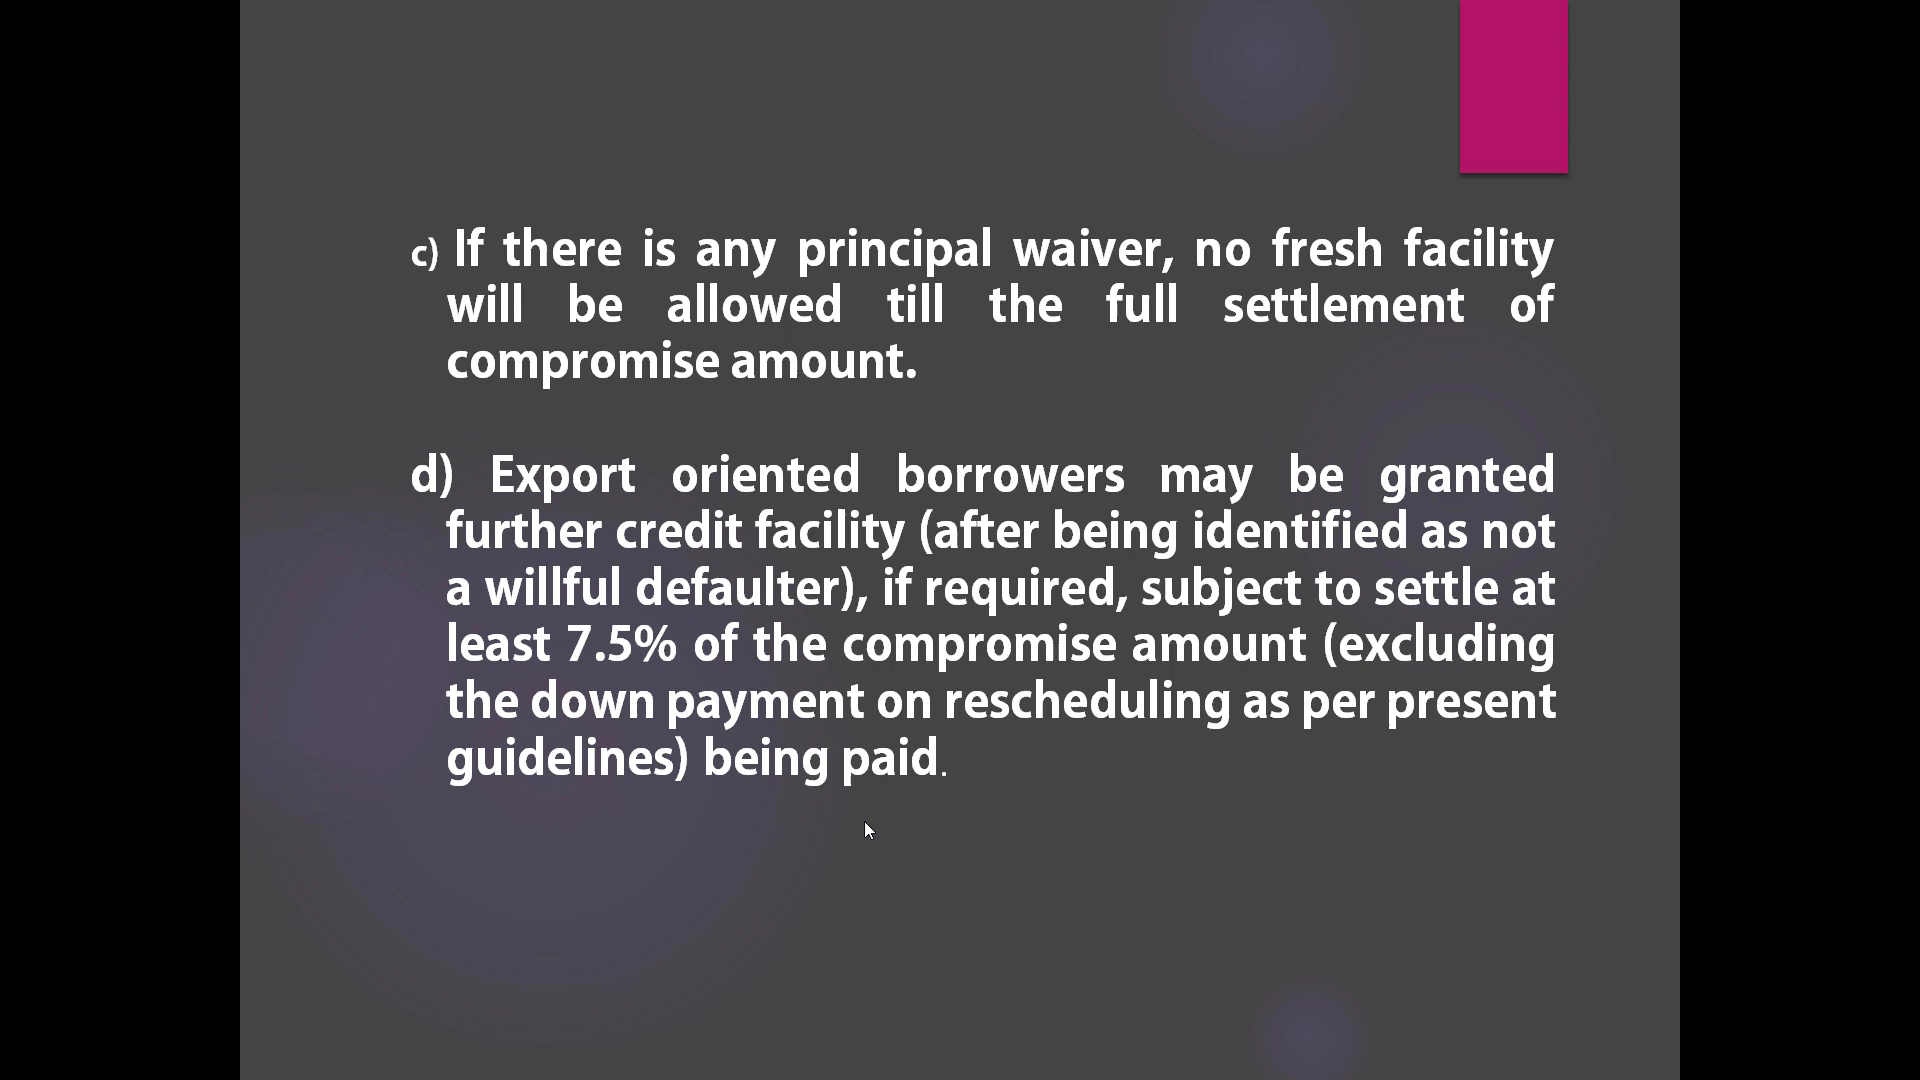 c) If there is any principal waiver, no fresh facility
will be allowed till the full settlement of
compromise amount.
d) Export oriented borrowers may be granted
further credit facility (after being identified as not
a willful defaulter), if required, subject to settle at
least 7.5% of the compromise amount (excluding
the down payment on rescheduling as per present
guidelines) being paid.